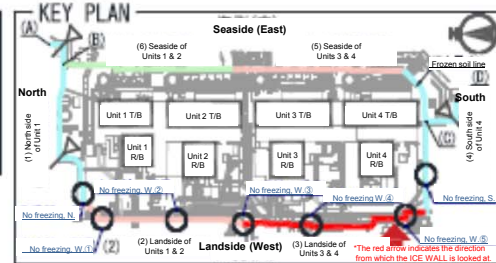 KEY PLAN
(A)
(B)
Seaside (East)
(6) Seaside of
Units 1 & 2
(5) Seaside of
Units 3 & 4
Frozen soil line
(D)
North
South
(1) North side
of Unit 1
(4) South side
of Unit 4
Unit 1 T/B
Unit 2 T/B
Unit 3 T/B
Unit 4 T/B
(C)
Unit 1
R/B
Unit 2
R/B
Unit 3
R/B
Unit 4
R/B
No freezing, W.②
No freezing, W.③
No freezing, W.④
No freezing, S.
No freezing, N.
No freezing, W.①
(2)
(2) Landside of
Units 1 & 2
Landside (West)
(3) Landside of
Units 3 & 4
No freezing, W.⑤
*The red arrow indicates the direction
from which the ICE WALL is looked at.